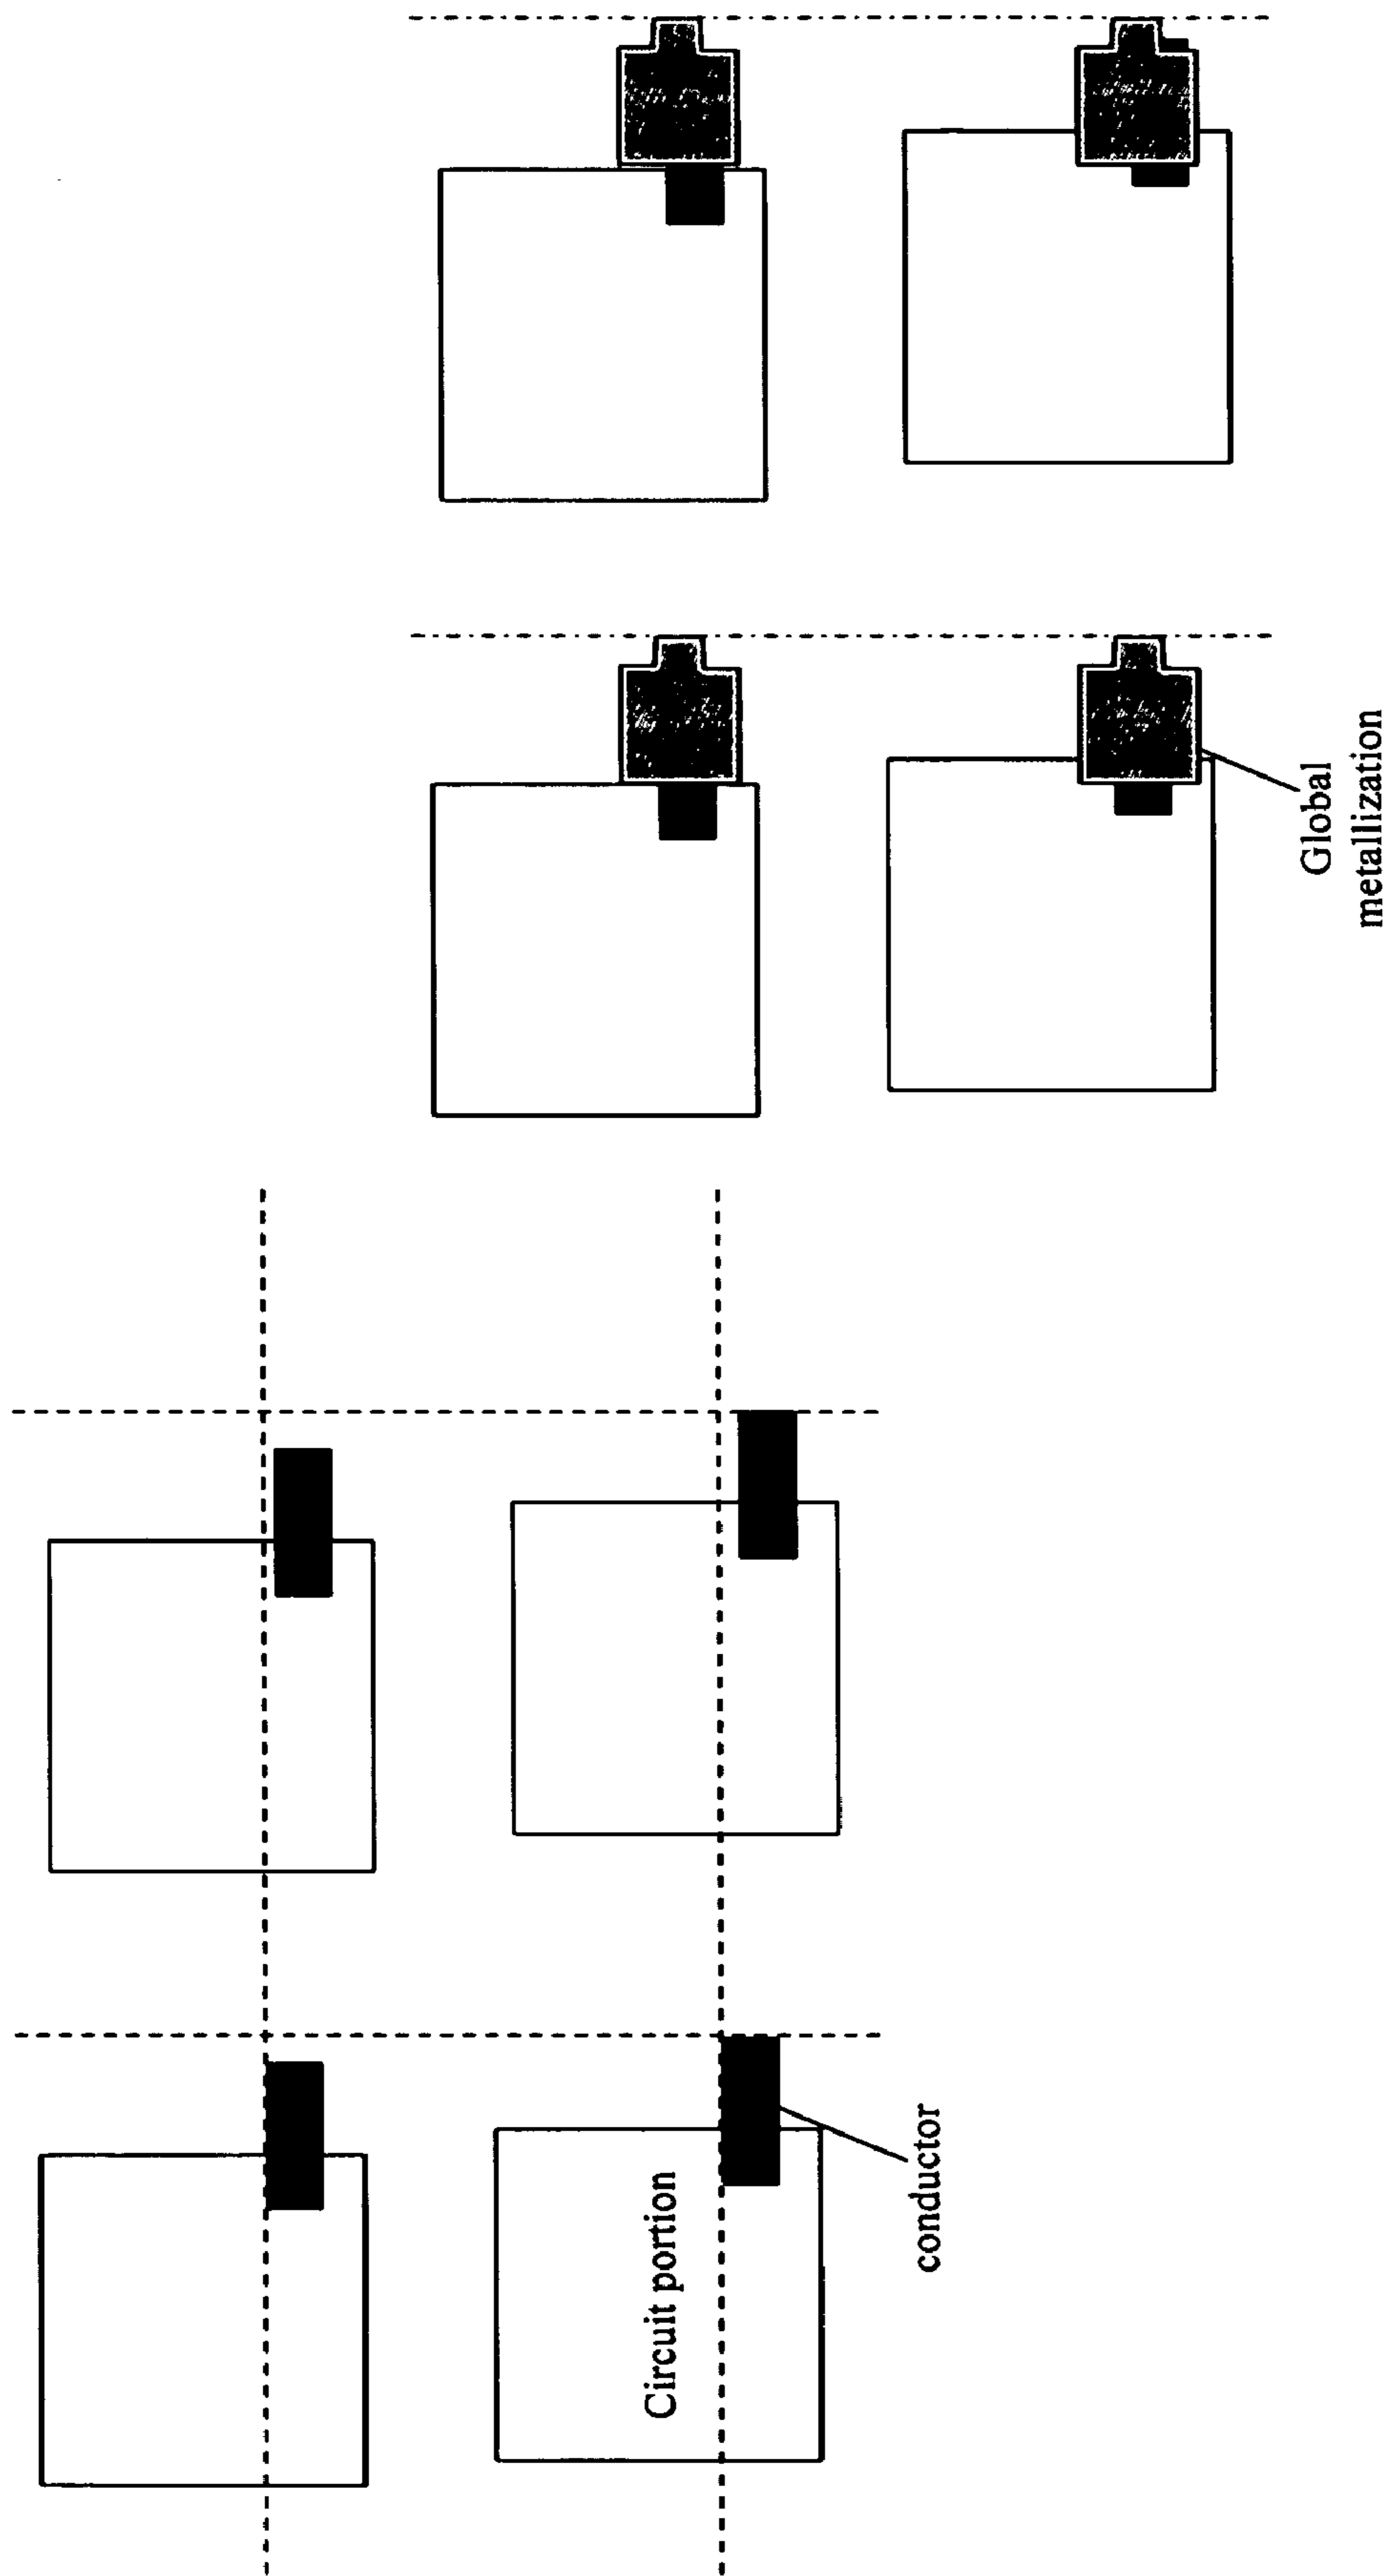 Circuit portion
conductor
Global
metallization